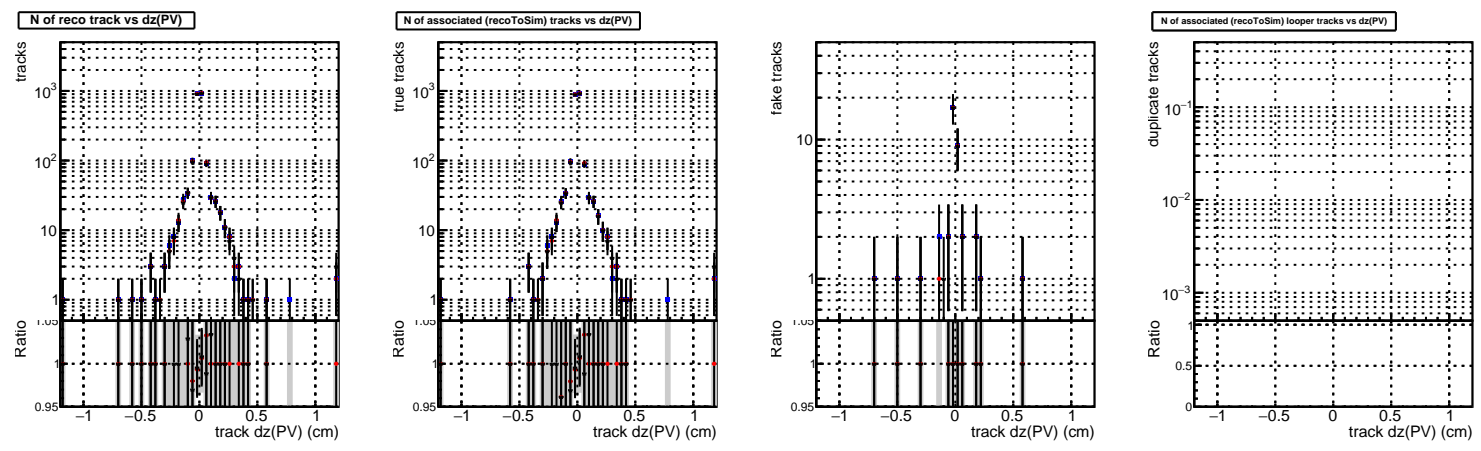 N of reco track vs dz(PV)
tracks
10³
10²
10
1
Ratio
1.05
1
0.95
−1 −0.5 0 0.5 1
track dz(PV) (cm)
N of associated (recoToSim) tracks vs dz(PV)
true tracks
10³
10²
10
1
Ratio
1.05
1
0.95
−1 −0.5 0 0.5 1
track dz(PV) (cm)
fake tracks
10
1
Ratio
1.05
1
0.95
−1 −0.5 0 0.5 1
track dz(PV) (cm)
N of associated (recoToSim) looper tracks vs dz(PV)
duplicate tracks
10⁻¹
10⁻²
10⁻³
Ratio
1
0.5
0
−1 −0.5 0 0.5 1
track dz(PV) (cm)